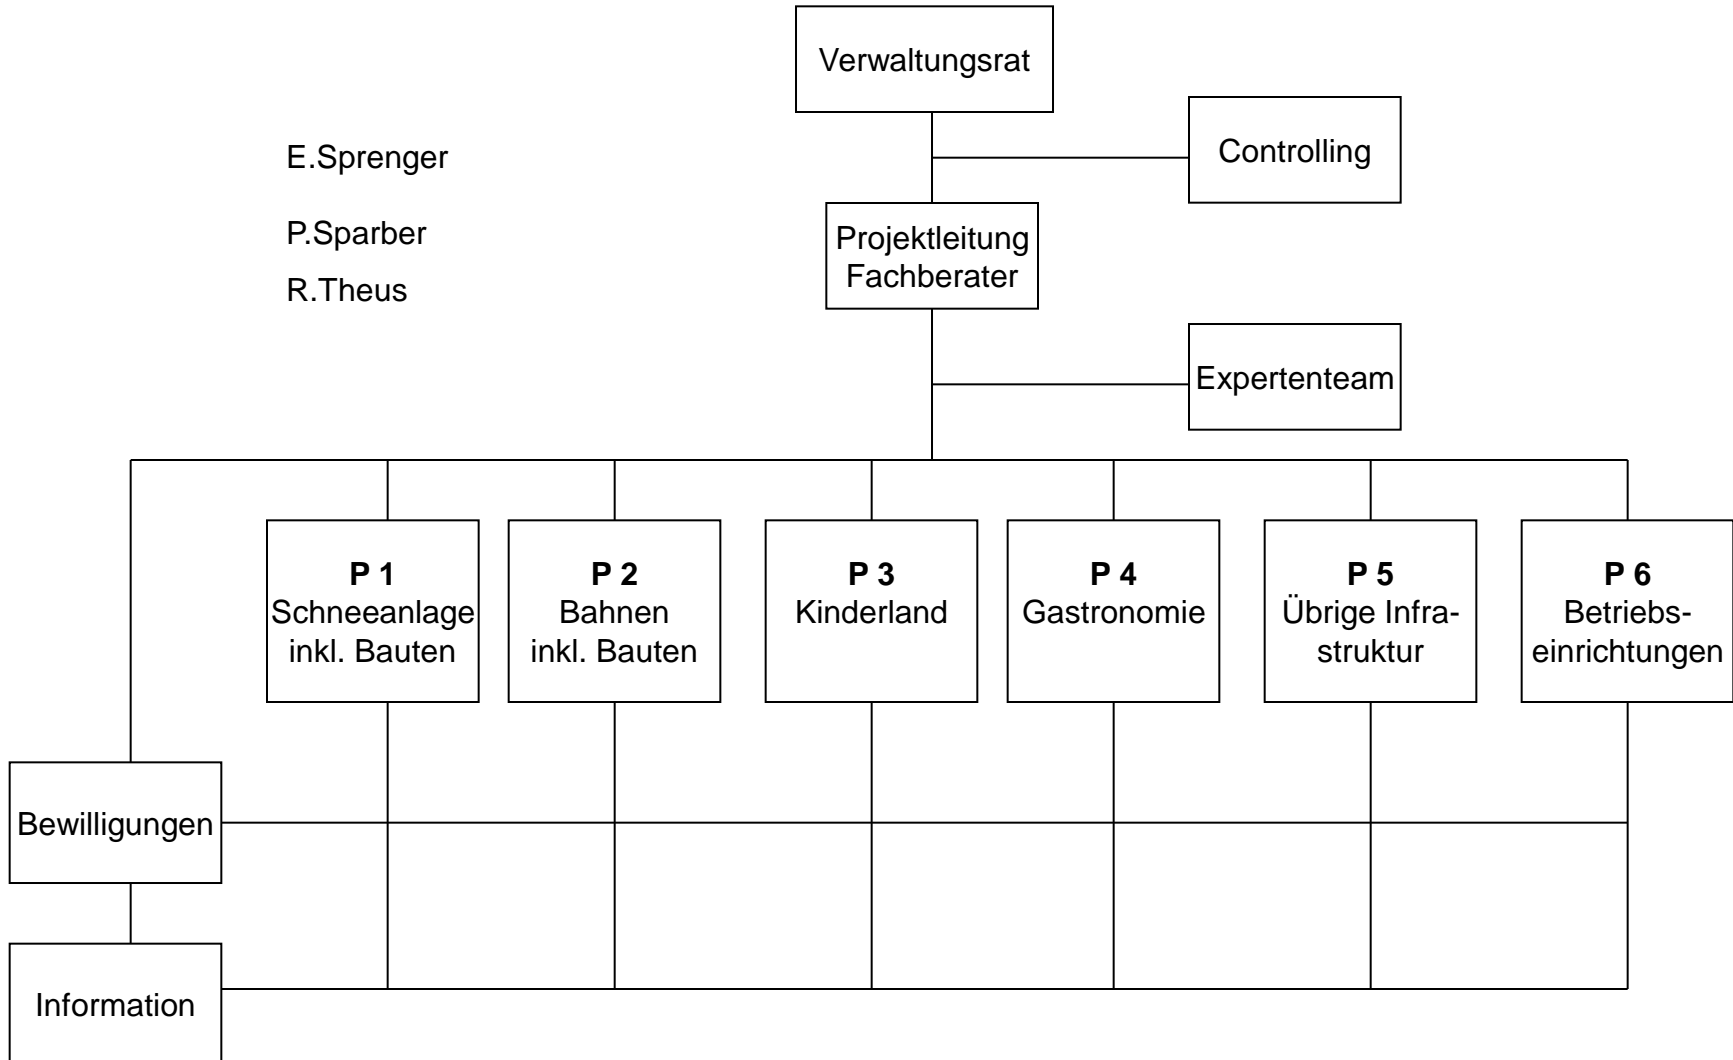 Verwaltungsrat
Controlling
E.Sprenger
P.Sparber
R.Theus
Projektleitung
Fachberater
Expertenteam
P 1
Schneeanlage
inkl. Bauten
P 2
Bahnen
inkl. Bauten
P 3
Kinderland
P 4
Gastronomie
P 5
Übrige Infra-
struktur
P 6
Betriebs-
einrichtungen
Bewilligungen
Information